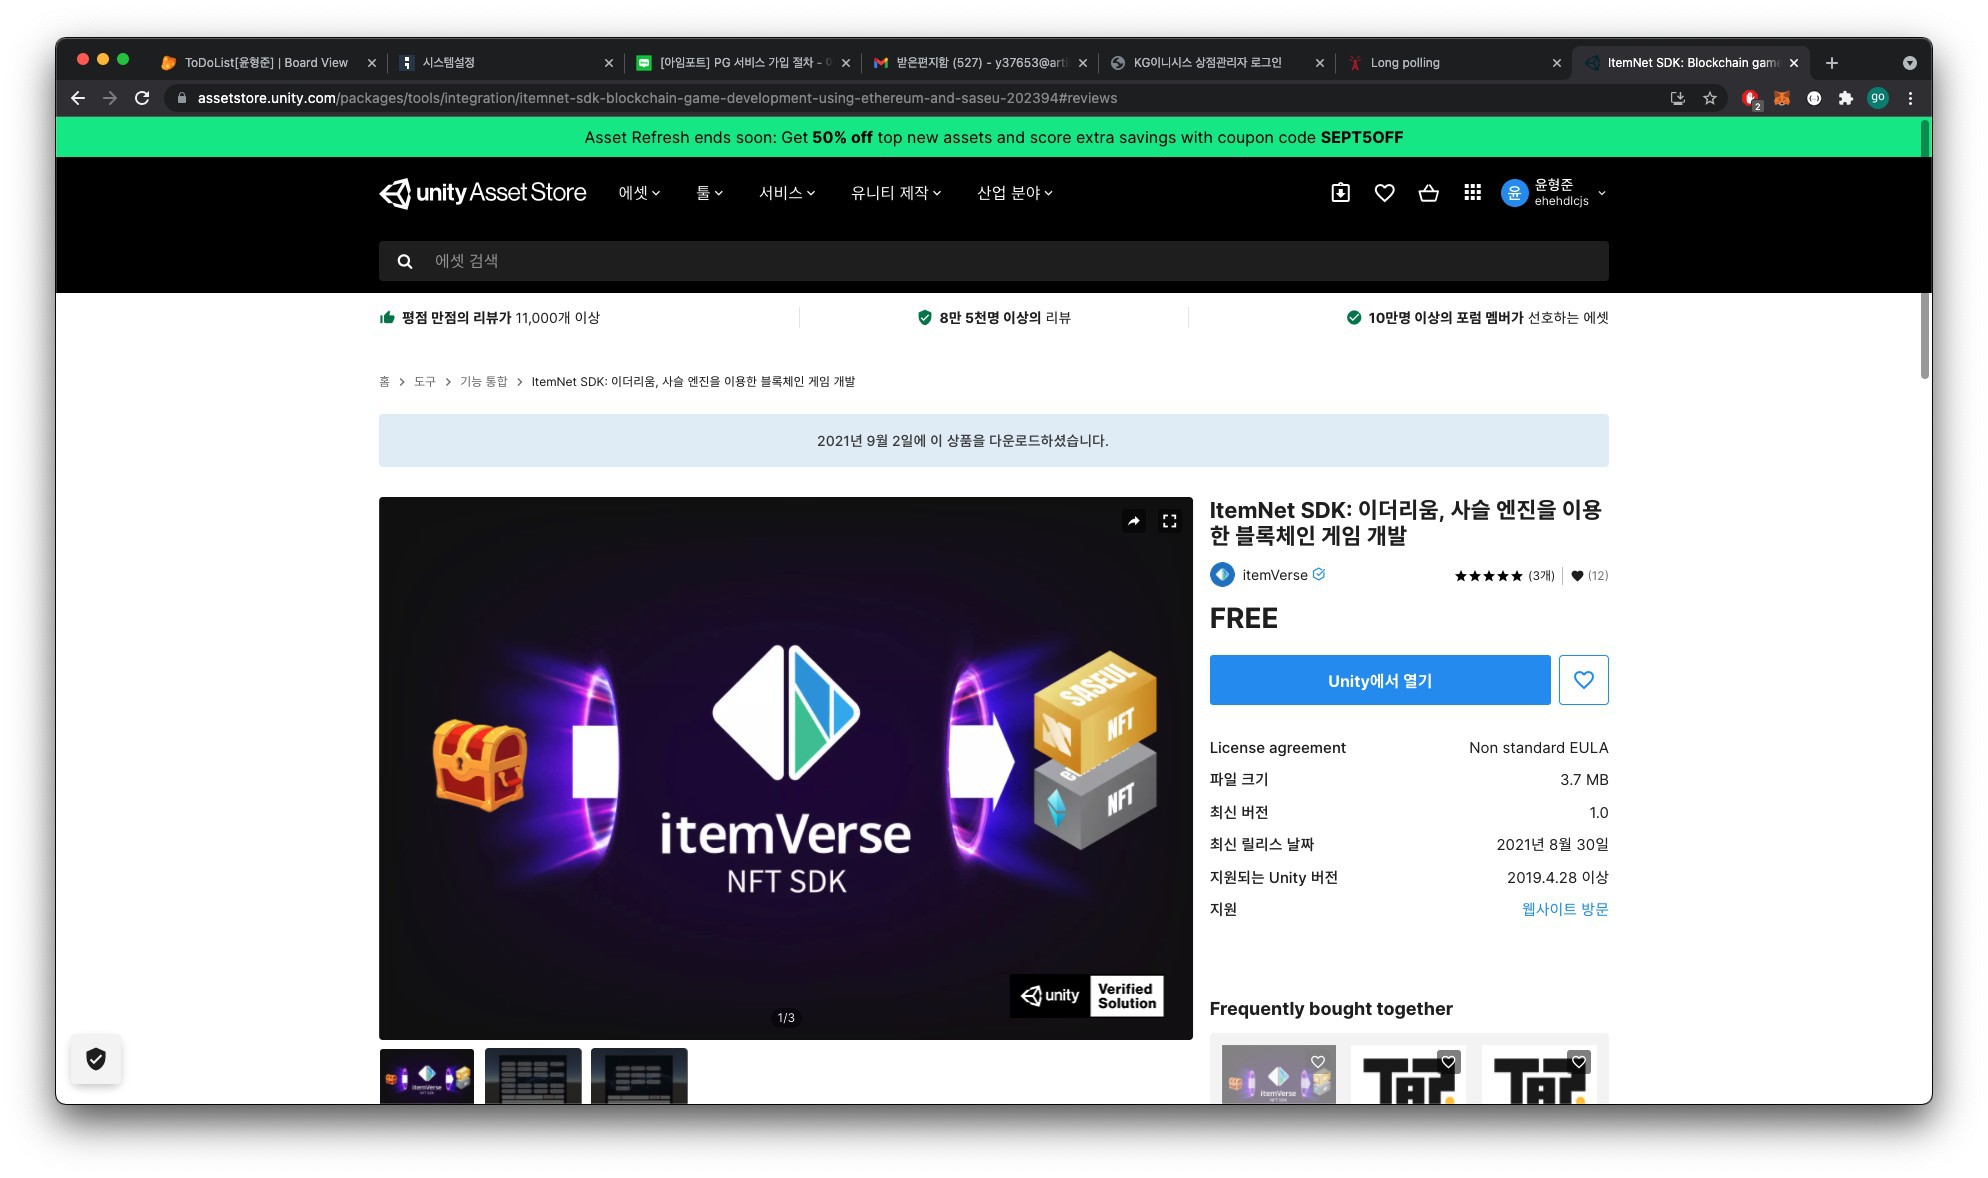 ToDoList[윤형준] | Board View
시스템설정
[아임포트] PG 서비스 가입 절차 -
받은편지함 (527) - y37653@arti
KG이니시스 상점관리자 로그인
Long polling
ItemNet SDK: Blockchain game
assetstore.unity.com/packages/tools/integration/itemnet-sdk-blockchain-game-development-using-ethereum-and-saseu-202394#reviews
2
go
Asset Refresh ends soon: Get 50% off top new assets and score extra savings with coupon code SEPT5OFF
unity Asset Store
에셋
툴
서비스
유니티 제작
산업 분야
윤
윤형준
ehehdlcjs
에셋 검색
평점 만점의 리뷰가 11,000개 이상
8만 5천명 이상의 리뷰
10만명 이상의 포럼 멤버가 선호하는 에셋
홈 > 도구 > 기능 통합 > ItemNet SDK: 이더리움, 사슬 엔진을 이용한 블록체인 게임 개발
2021년 9월 2일에 이 상품을 다운로드하셨습니다.
SASEUL
NFT
NFT
itemVerse
NFT SDK
unity
Verified
Solution
1/3
ItemNet SDK: 이더리움, 사슬 엔진을 이용
한 블록체인 게임 개발
itemVerse
★★★★★ (3개)
(12)
FREE
Unity에서 열기
License agreement
Non standard EULA
파일 크기
3.7 MB
최신 버전
1.0
최신 릴리스 날짜
2021년 8월 30일
지원되는 Unity 버전
2019.4.28 이상
지원
웹사이트 방문
Frequently bought together
itemVerse
itemVerse